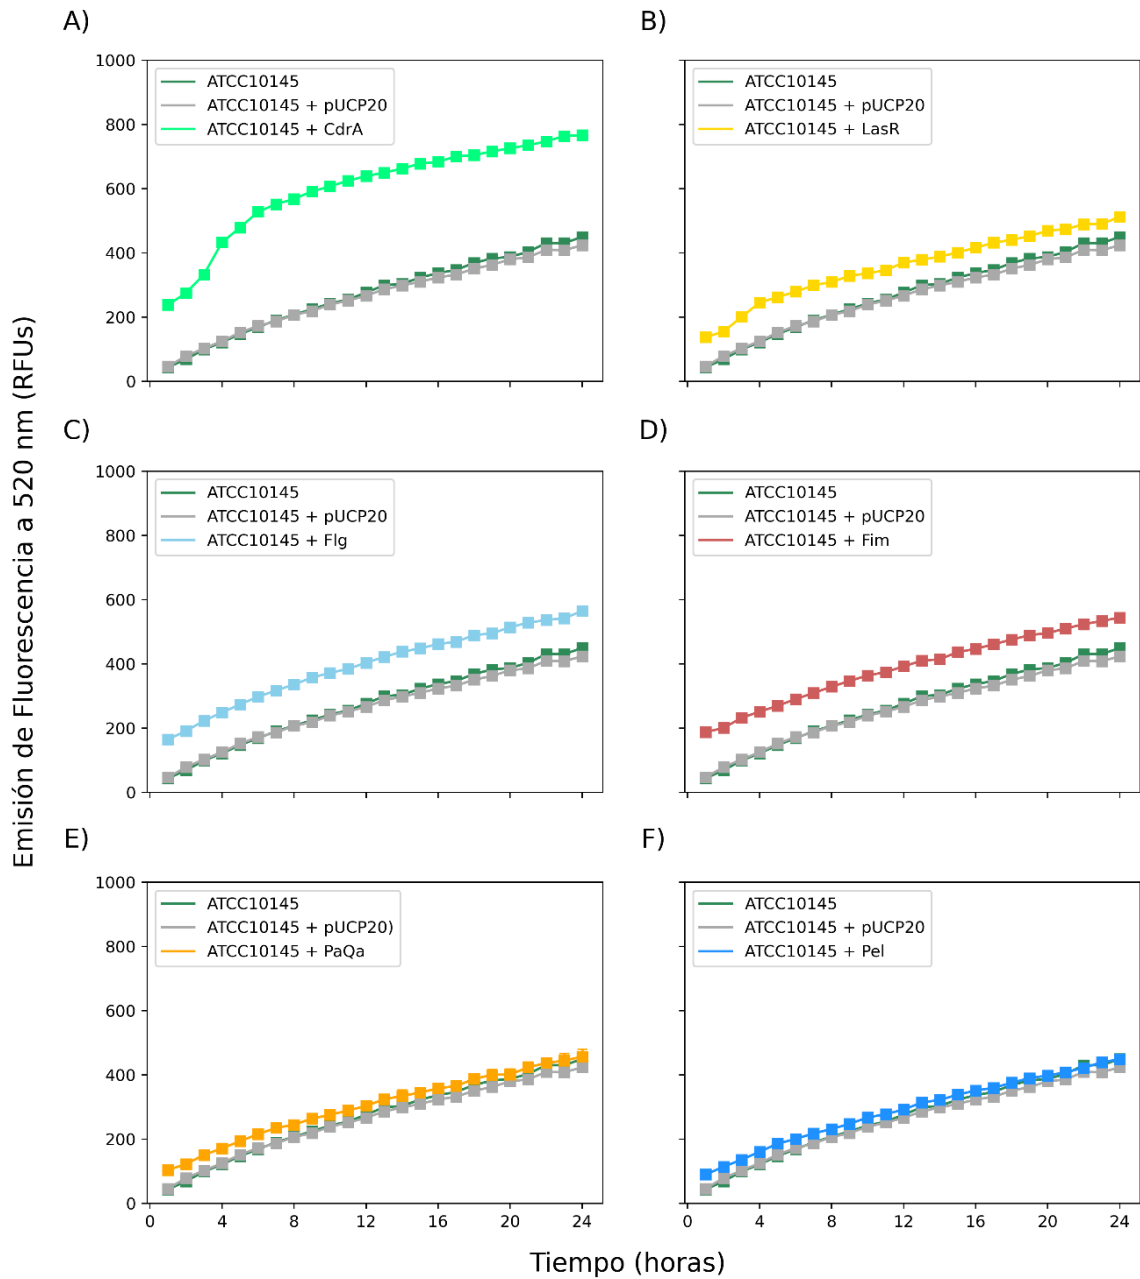 A)
B)
1000
800
600
400
200
0
ATCC10145
ATCC10145 + pUCP20
ATCC10145 + CdrA
ATCC10145
ATCC10145 + pUCP20
ATCC10145 + LasR
C)
D)
1000
800
600
400
200
0
ATCC10145
ATCC10145 + pUCP20
ATCC10145 + Flg
ATCC10145
ATCC10145 + pUCP20
ATCC10145 + Fim
E)
F)
1000
800
600
400
200
0
ATCC10145
ATCC10145 + pUCP20)
ATCC10145 + PaQa
ATCC10145
ATCC10145 + pUCP20
ATCC10145 + Pel
0 4 8 12 16 20 24
0 4 8 12 16 20 24
Emisión de Fluorescencia a 520 nm (RFUs)
Tiempo (horas)